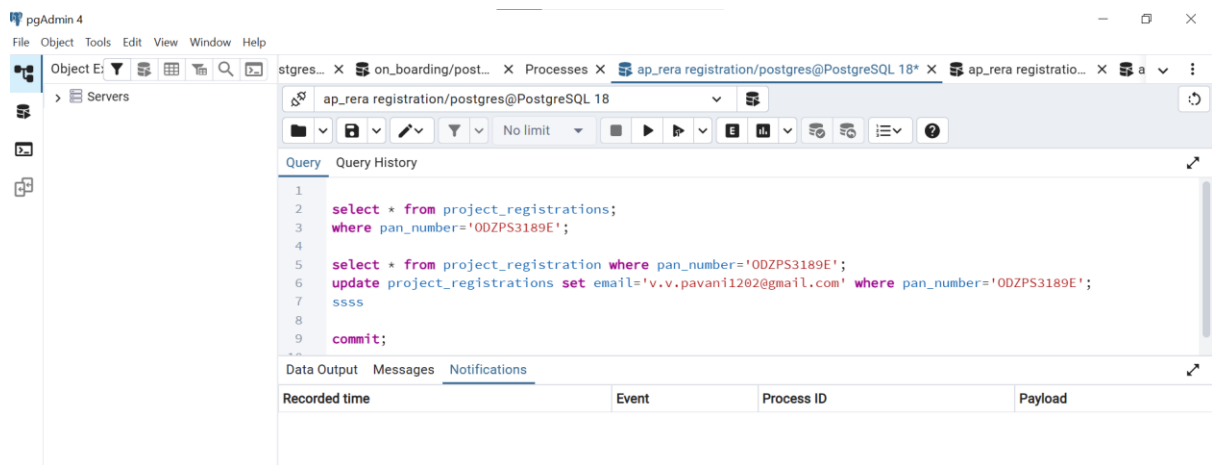 pgAdmin 4
File Object Tools Edit View Window Help
Object E:
stgres... on_boarding/post... Processes ap_rera registration/postgres@PostgreSQL 18* ap_rera registratio... a
Servers
ap_rera registration/postgres@PostgreSQL 18
No limit
E
Query Query History
1
2 select * from project_registrations;
3 where pan_number='ODZPS3189E';
4
5 select * from project_registration where pan_number='ODZPS3189E';
6 update project_registrations set email='v.v.pavani1202@gmail.com' where pan_number='ODZPS3189E';
7 ssss
8
9 commit;
Data Output Messages Notifications
Recorded time Event Process ID Payload